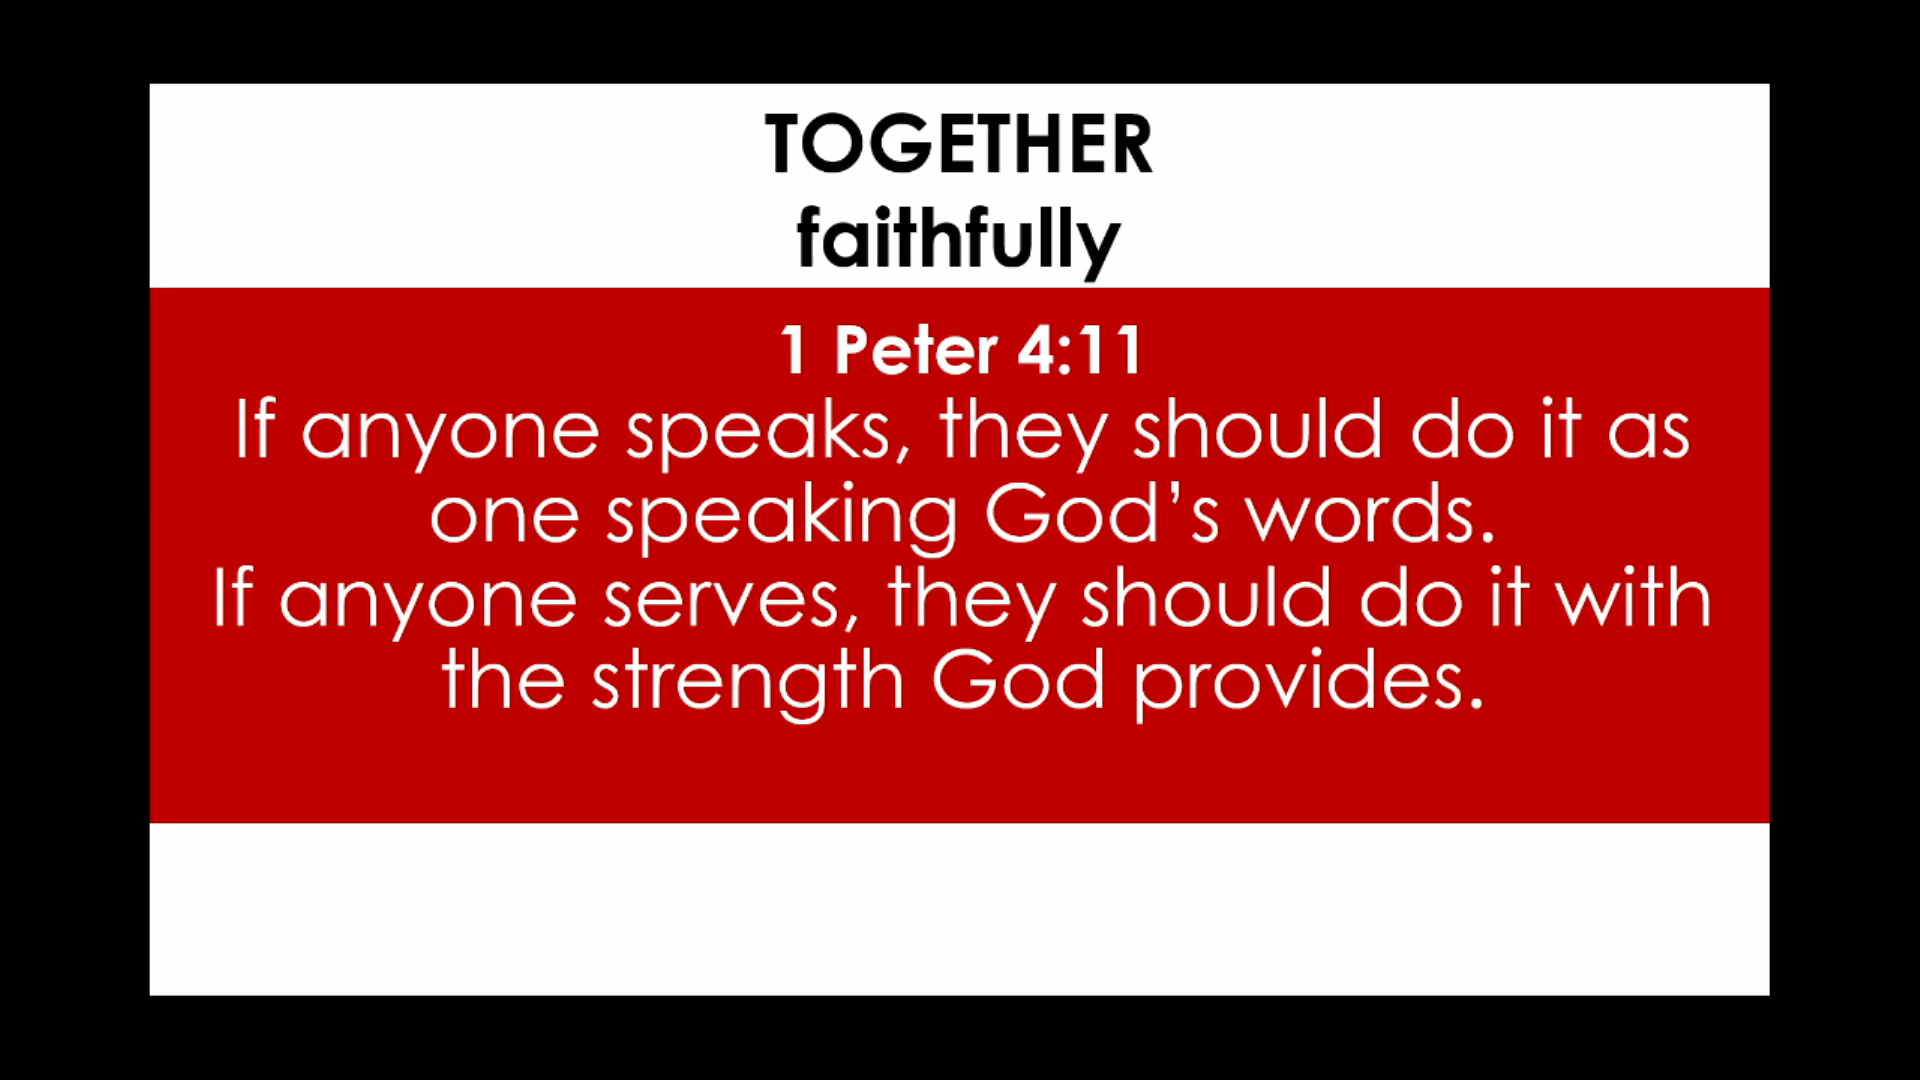 TOGETHER
faithfully
1 Peter 4:11
If anyone speaks, they should do it as
one speaking God’s words.
If anyone serves, they should do it with
the strength God provides.